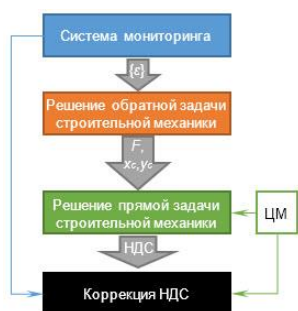 Система мониторинга
{ε}
Решение обратной задачи
строительной механики
F,
xc,yc
Решение прямой задачи
строительной механики
ЦМ
НДС
Коррекция НДС